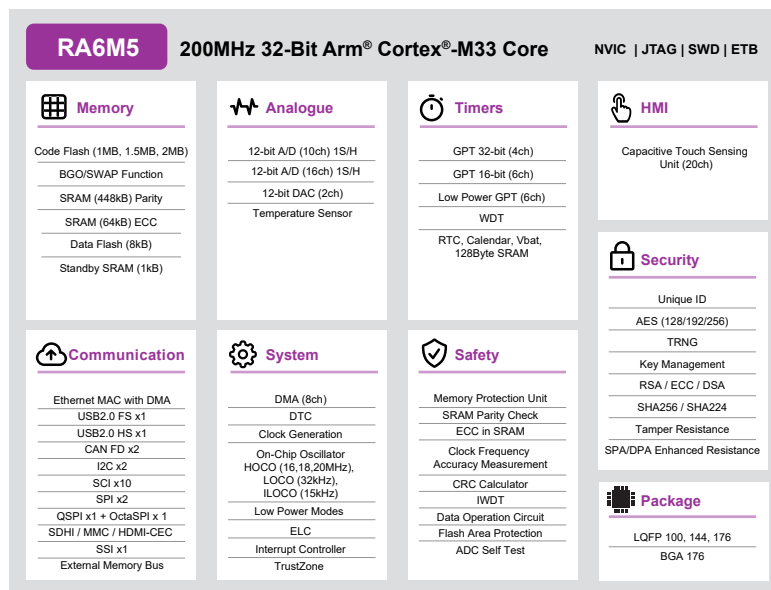 RA6M5
200MHz 32-Bit Arm® Cortex®-M33 Core
NVIC | JTAG | SWD | ETB
Memory
Code Flash (1MB, 1.5MB, 2MB)
BGO/SWAP Function
SRAM (448kB) Parity
SRAM (64kB) ECC
Data Flash (8kB)
Standby SRAM (1kB)
Analogue
12-bit A/D (10ch) 1S/H
12-bit A/D (16ch) 1S/H
12-bit DAC (2ch)
Temperature Sensor
Timers
GPT 32-bit (4ch)
GPT 16-bit (6ch)
Low Power GPT (6ch)
WDT
RTC, Calendar, Vbat,
128Byte SRAM
HMI
Capacitive Touch Sensing
Unit (20ch)
Communication
Ethernet MAC with DMA
USB2.0 FS x1
USB2.0 HS x1
CAN FD x2
I2C x2
SCI x10
SPI x2
QSPI x1 + OctaSPI x 1
SDHI / MMC / HDMI-CEC
SSI x1
External Memory Bus
System
DMA (8ch)
DTC
Clock Generation
On-Chip Oscillator
HOCO (16,18,20MHz),
LOCO (32kHz),
ILOCO (15kHz)
Low Power Modes
ELC
Interrupt Controller
TrustZone
Safety
Memory Protection Unit
SRAM Parity Check
ECC in SRAM
Clock Frequency
Accuracy Measurement
CRC Calculator
IWDT
Data Operation Circuit
Flash Area Protection
ADC Self Test
Security
Unique ID
AES (128/192/256)
TRNG
Key Management
RSA / ECC / DSA
SHA256 / SHA224
Tamper Resistance
SPA/DPA Enhanced Resistance
Package
LQFP 100, 144, 176
BGA 176